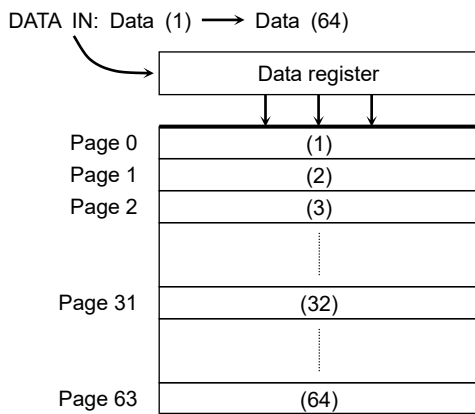 DATA IN: Data (1) ⟶ Data (64)
Data register
Page 0 (1)
Page 1 (2)
Page 2 (3)
Page 31 (32)
Page 63 (64)